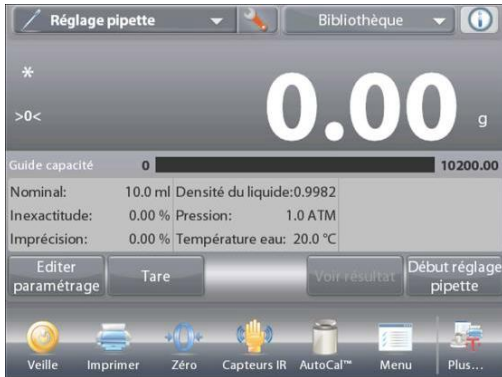 Réglage pipette Bibliothèque
*
>0< 0.00 g
Guide capacité 0 10200.00
Nominal: 10.0 ml Densité du liquide:0.9982
Inexactitude: 0.00 % Pression: 1.0 ATM
Imprécision: 0.00 % Température eau: 20.0 °C
Editer paramétrage Tare Voir résultat Début réglage pipette
Veille Imprimer Zéro Capteurs IR AutoCal™ Menu Plus...